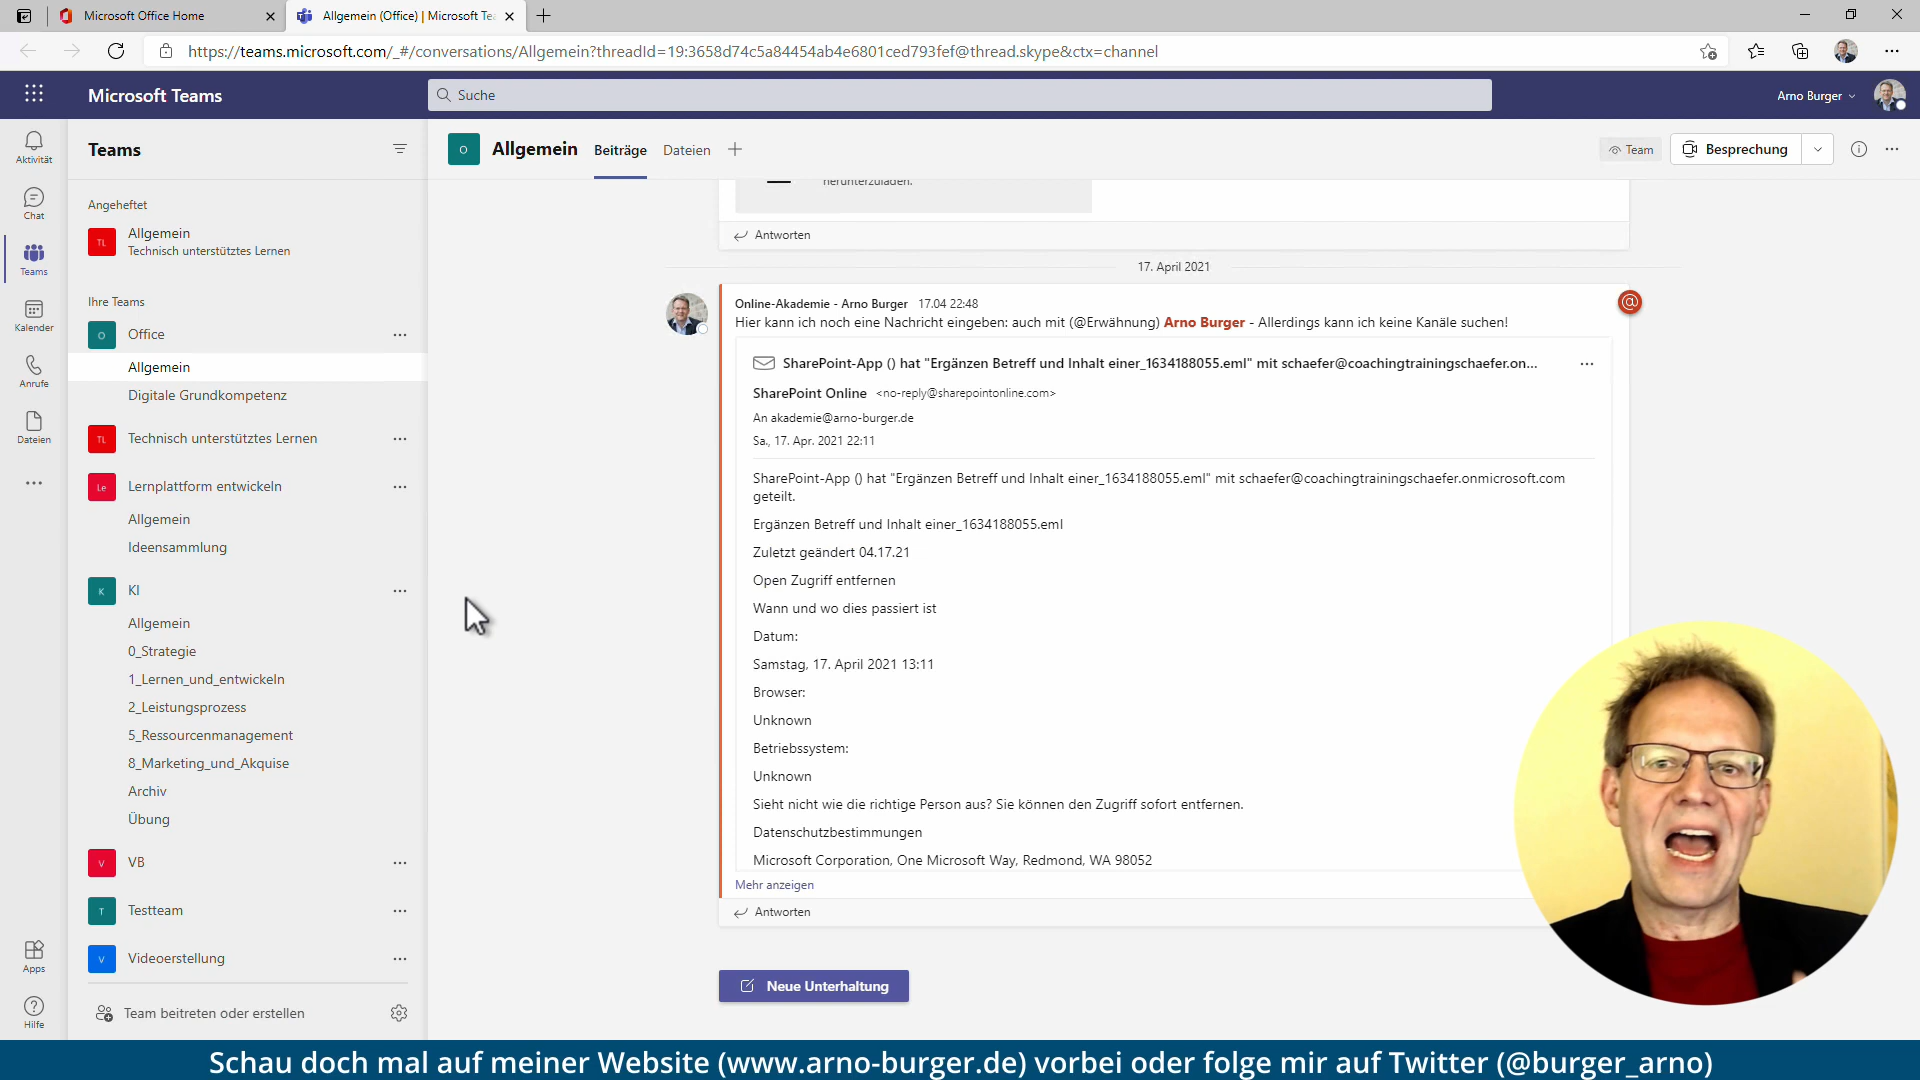 Microsoft Office Home
Allgemein (Office) | Microsoft Tea
https://teams.microsoft.com/_#/conversations/Allgemein?threadId=19:3658d74c5a84454ab4e6801ced793fef@thread.skype&ctx=channel
Microsoft Teams
Suche
Arno Burger
Aktivität
Chat
Teams
Kalender
Anrufe
Dateien
Apps
Hilfe
Teams
Angeheftet
TL
Allgemein
Technisch unterstütztes Lernen
Ihre Teams
O
Office
Allgemein
Digitale Grundkompetenz
TL
Technisch unterstütztes Lernen
Le
Lernplattform entwickeln
Allgemein
Ideensammlung
K
KI
Allgemein
0_Strategie
1_Lernen_und_entwickeln
2_Leistungsprozess
5_Ressourcenmanagement
8_Marketing_und_Akquise
Archiv
Übung
V
VB
T
Testteam
V
Videoerstellung
Team beitreten oder erstellen
O
Allgemein
Beiträge
Dateien
Team
Besprechung
herunterzuladen.
Antworten
17. April 2021
Online-Akademie - Arno Burger 17.04 22:48
Hier kann ich noch eine Nachricht eingeben: auch mit (@Erwähnung) Arno Burger - Allerdings kann ich keine Kanäle suchen!
SharePoint-App () hat "Ergänzen Betreff und Inhalt einer_1634188055.eml" mit schaefer@coachingtrainingschaefer.on...
SharePoint Online <no-reply@sharepointonline.com>
An akademie@arno-burger.de
Sa., 17. Apr. 2021 22:11
SharePoint-App () hat "Ergänzen Betreff und Inhalt einer_1634188055.eml" mit schaefer@coachingtrainingschaefer.onmicrosoft.com
geteilt.
Ergänzen Betreff und Inhalt einer_1634188055.eml
Zuletzt geändert 04.17.21
Open Zugriff entfernen
Wann und wo dies passiert ist
Datum:
Samstag, 17. April 2021 13:11
Browser:
Unknown
Betriebssystem:
Unknown
Sieht nicht wie die richtige Person aus? Sie können den Zugriff sofort entfernen.
Datenschutzbestimmungen
Microsoft Corporation, One Microsoft Way, Redmond, WA 98052
Mehr anzeigen
Antworten
Neue Unterhaltung
Schau doch mal auf meiner Website (www.arno-burger.de) vorbei oder folge mir auf Twitter (@burger_arno)